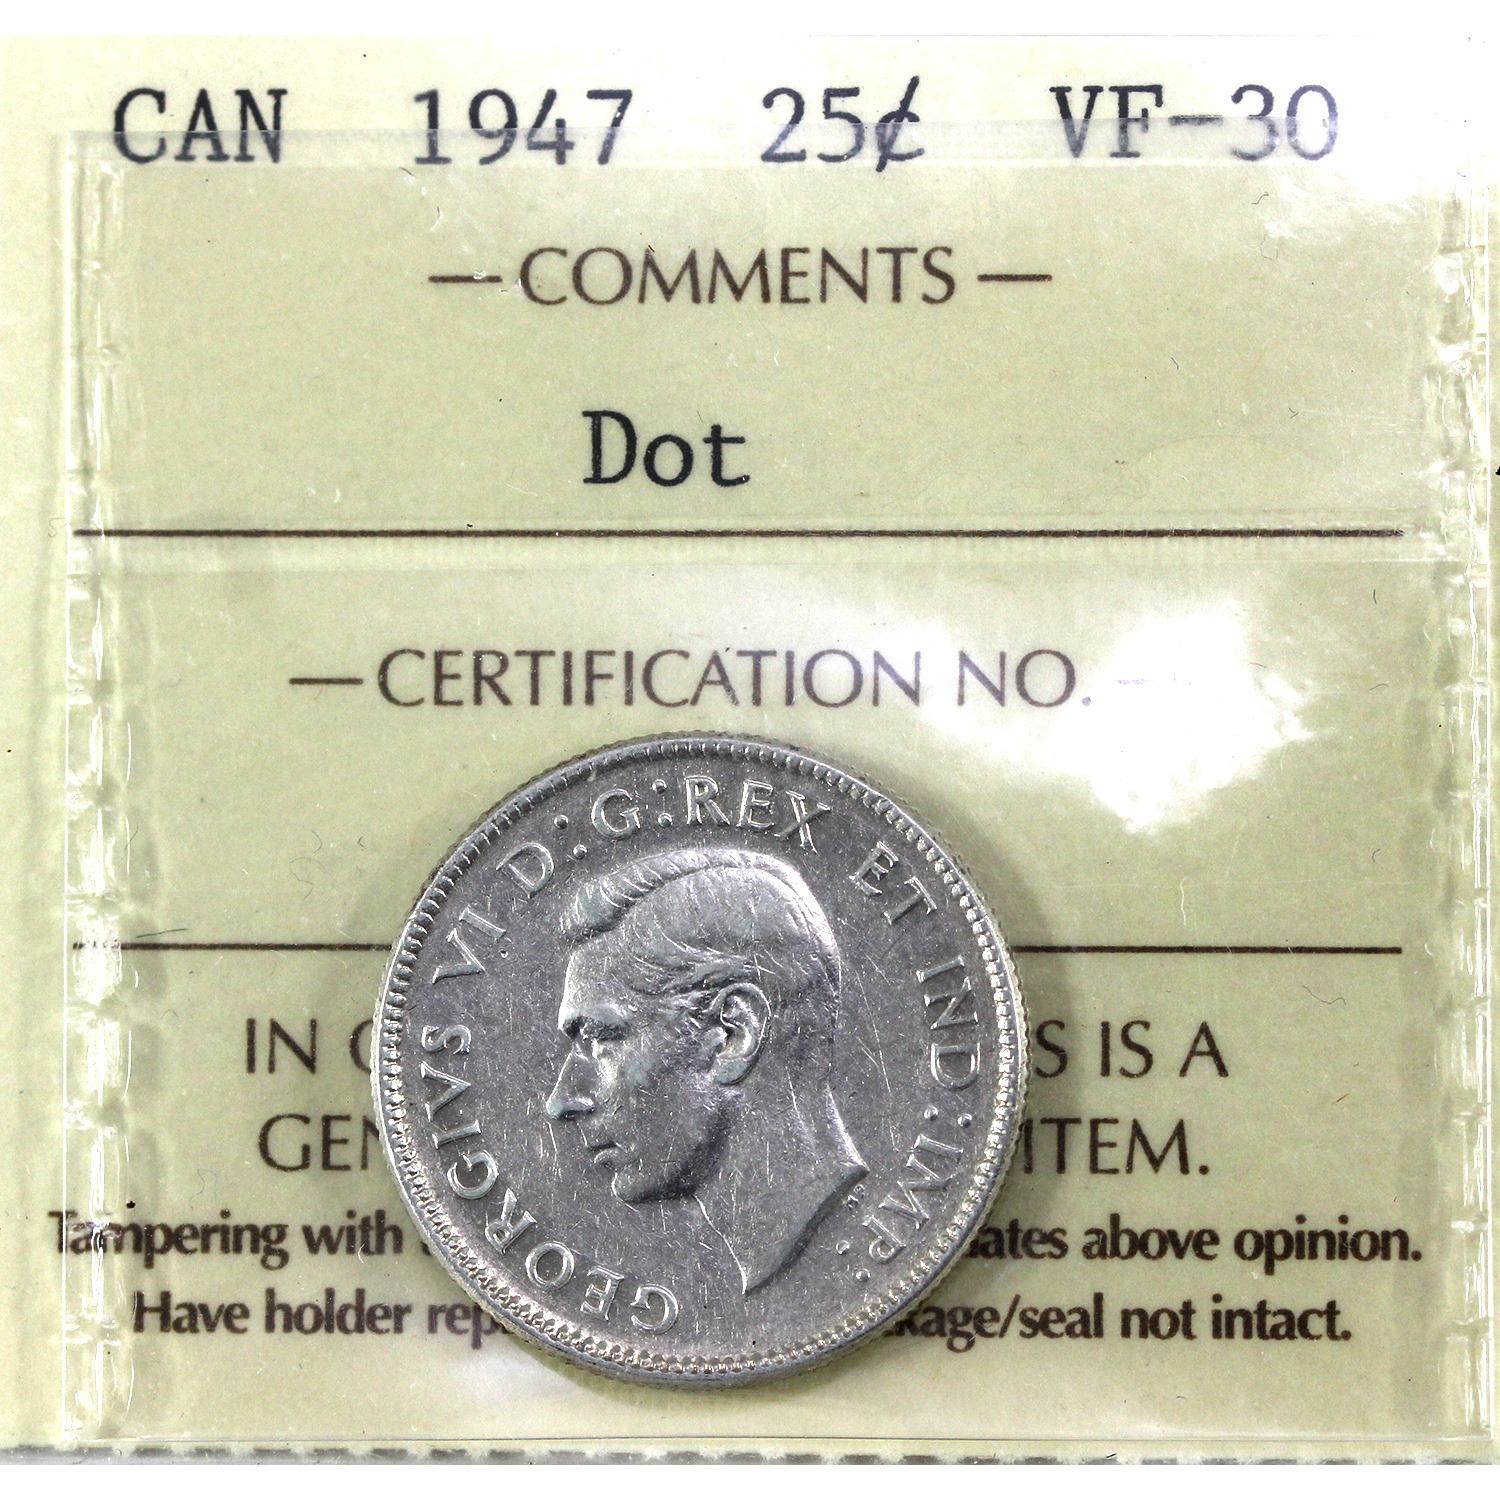 CAN 1947 25¢ VF-30
—COMMENTS—
Dot
—CERTIFICATION NO.—
GEORGIVS VI D:G:REX ET IND:IMP:
IN S IS A
GEN ITEM.
Tampering with ates above opinion.
Have holder rep kage/seal not intact.